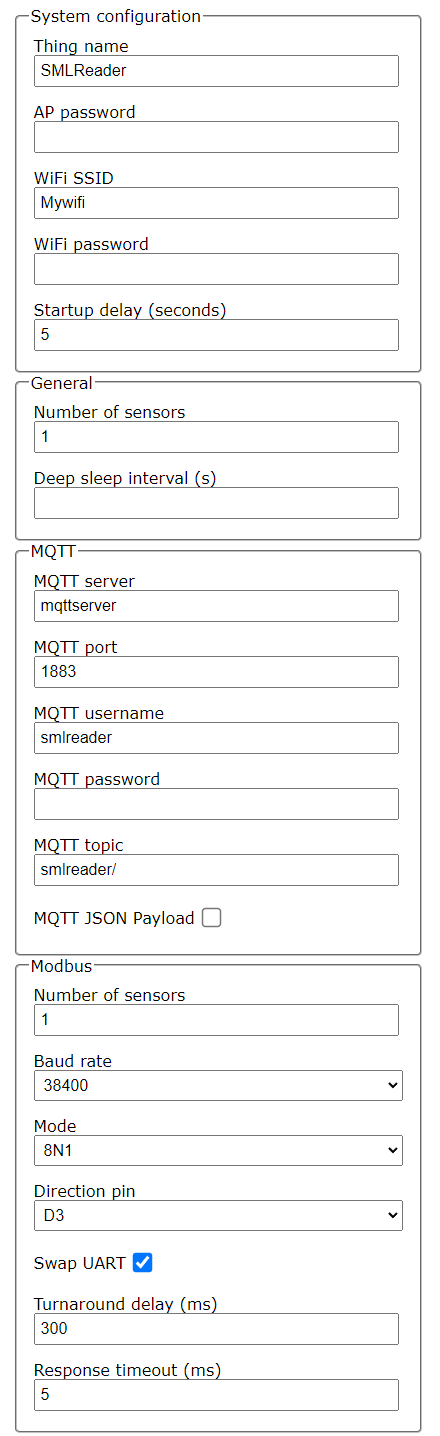 System configuration
Thing name
SMLReader
AP password
WiFi SSID
Mywifi
WiFi password
Startup delay (seconds)
5
General
Number of sensors
1
Deep sleep interval (s)
MQTT
MQTT server
mqttserver
MQTT port
1883
MQTT username
smlreader
MQTT password
MQTT topic
smlreader/
MQTT JSON Payload
Modbus
Number of sensors
1
Baud rate
38400
Mode
8N1
Direction pin
D3
Swap UART
Turnaround delay (ms)
300
Response timeout (ms)
5